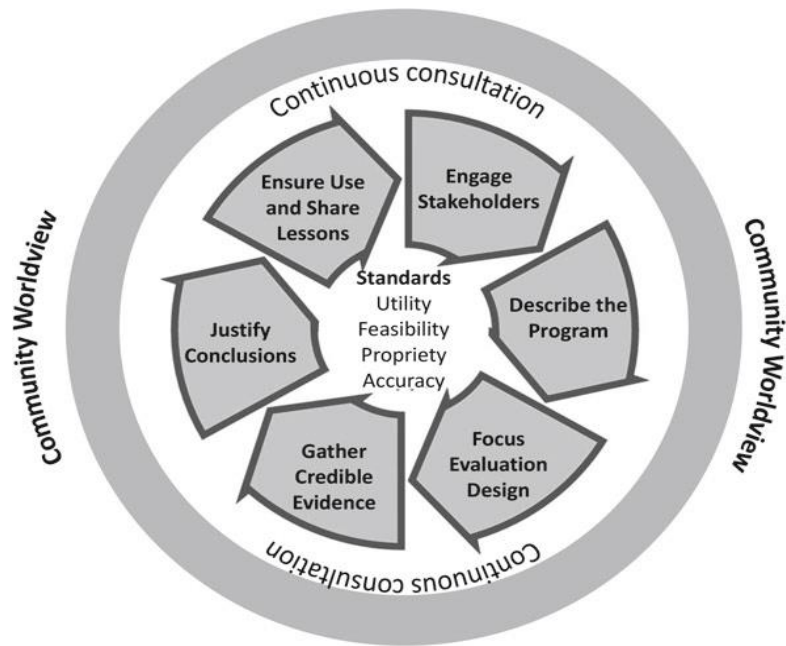 Continuous consultation
Engage
Stakeholders
Describe the
Program
Focus
Evaluation
Design
Gather
Credible
Evidence
Justify
Conclusions
Ensure Use
and Share
Lessons
Standards
Utility
Feasibility
Propriety
Accuracy
Continuous consultation
Community Worldview
Community Worldview